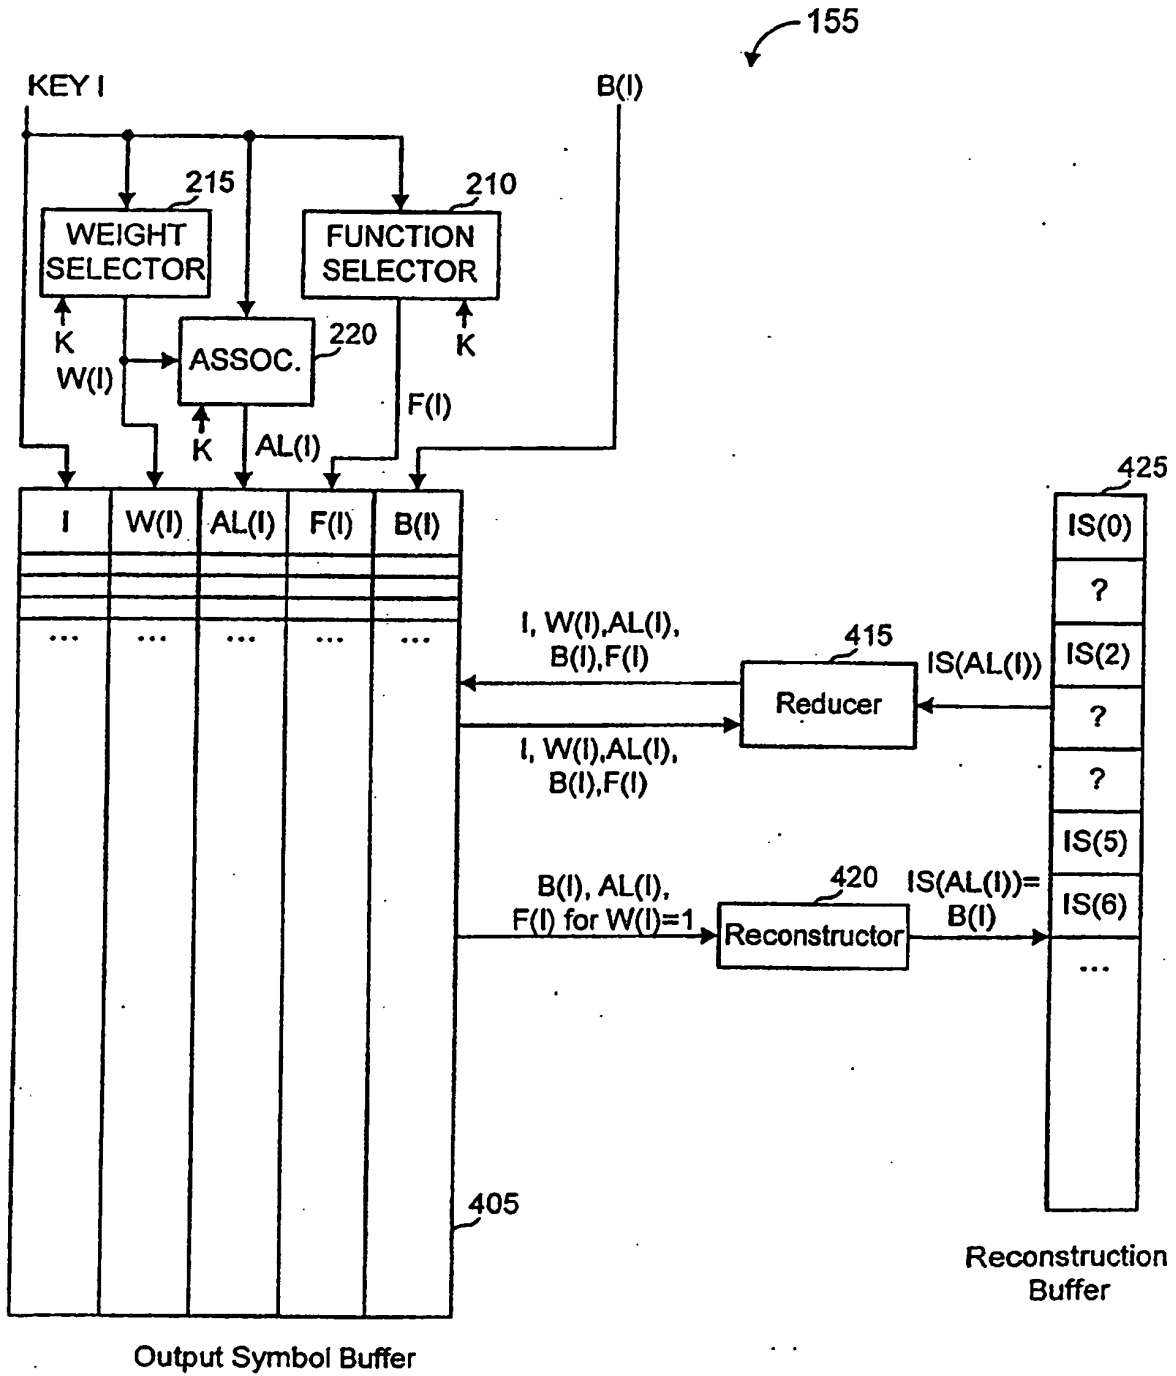 155
KEY I
B(I)
215
210
WEIGHT
SELECTOR
FUNCTION
SELECTOR
K
220
K
W(I)
ASSOC.
F(I)
K
AL(I)
425
I W(I) AL(I) F(I) B(I)
... ... ... ... ...
IS(0)
?
IS(2)
?
?
IS(5)
IS(6)
...
I, W(I),AL(I),
B(I),F(I)
415
IS(AL(I))
Reducer
I, W(I),AL(I),
B(I),F(I)
B(I), AL(I),
F(I) for W(I)=1
420
IS(AL(I))=
B(I)
Reconstructor
405
Reconstruction
Buffer
Output Symbol Buffer